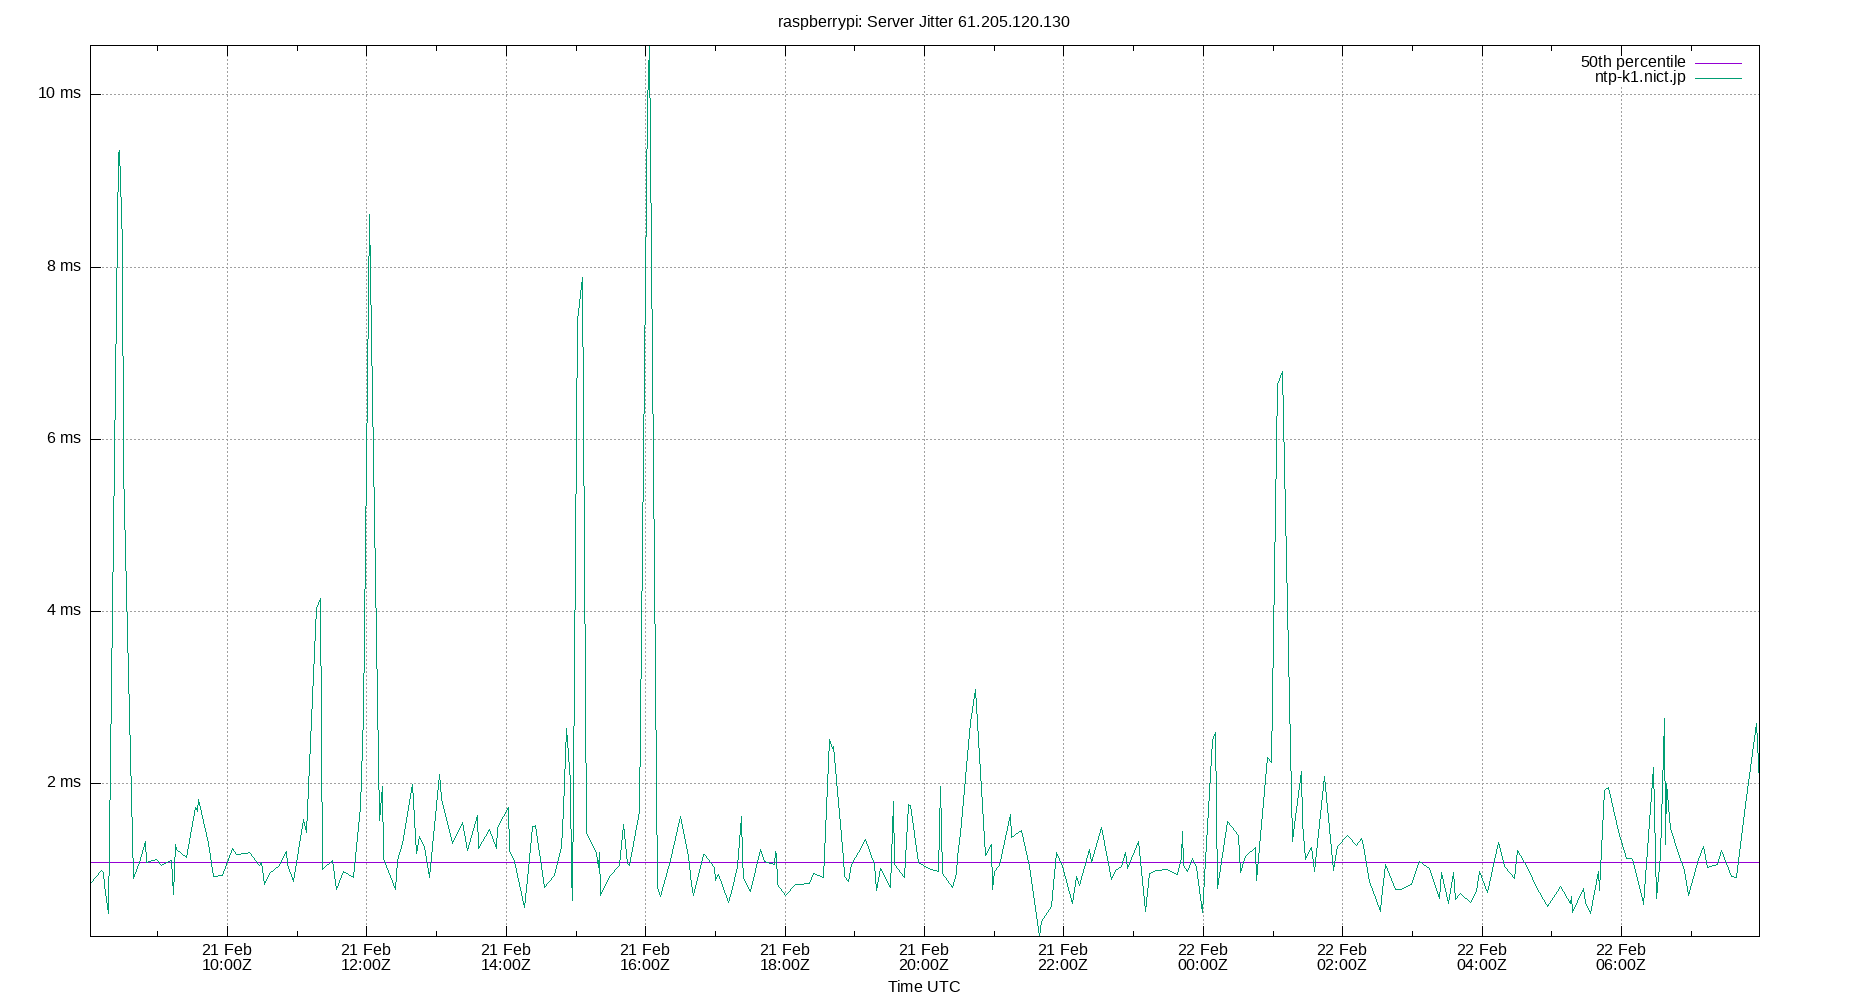 raspberrypi: Server Jitter 61.205.120.130
50th percentile
ntp-k1.nict.jp
10 ms
8 ms
6 ms
4 ms
2 ms
21 Feb 21 Feb 21 Feb 21 Feb 21 Feb 21 Feb 21 Feb 22 Feb 22 Feb 22 Feb 22 Feb
10:00Z 12:00Z 14:00Z 16:00Z 18:00Z 20:00Z 22:00Z 00:00Z 02:00Z 04:00Z 06:00Z
Time UTC